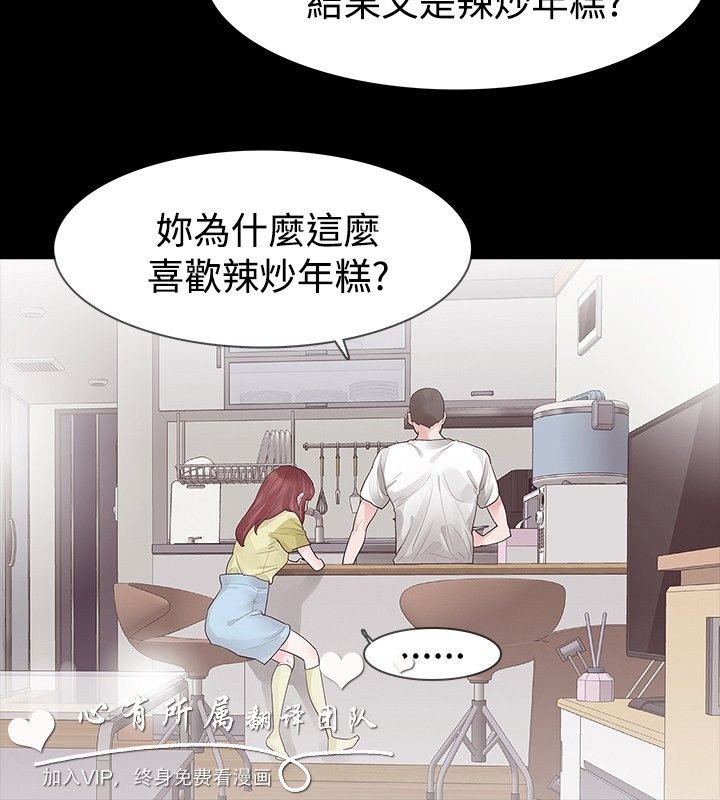 結果又是辣炒年糕?
妳為什麼這麼
喜歡辣炒年糕?
……
心有所属翻译团队
加入VIP，终身免费看漫画